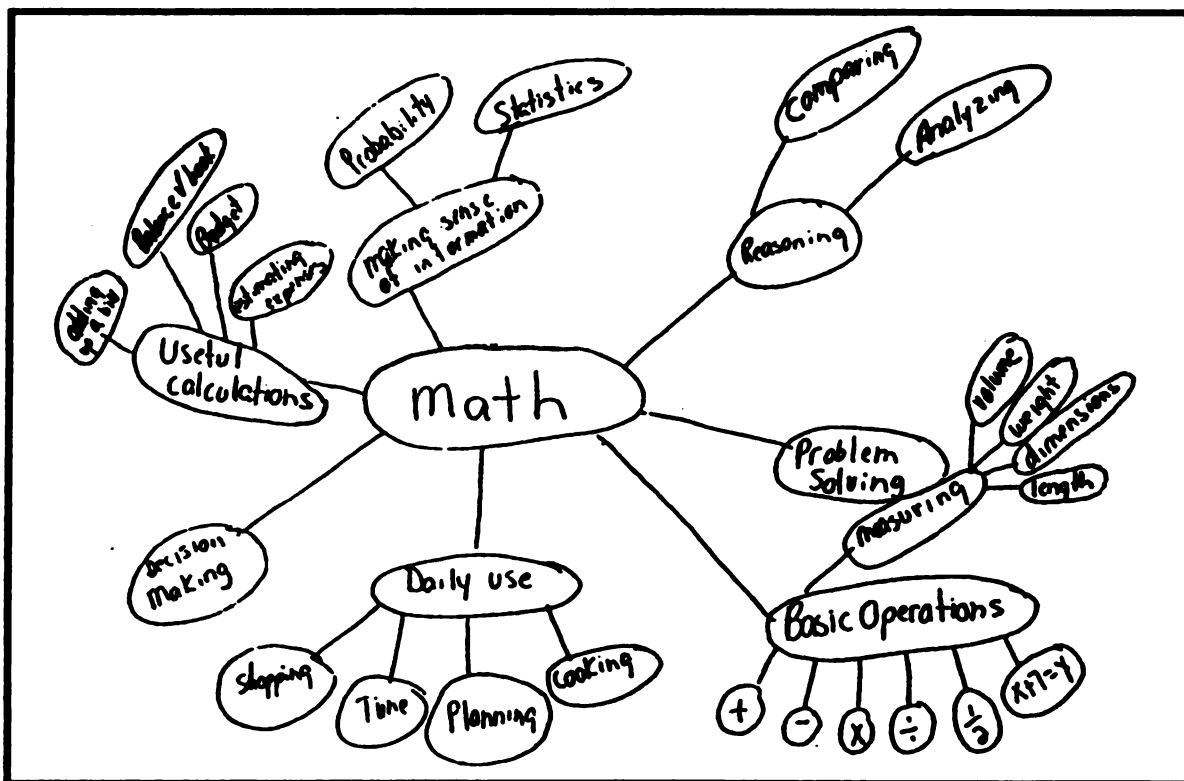 Math
Making sense
of information
Probability
Statistics
Reasoning
Comparing
Analyzing
Problem
Solving
Basic Operations
measuring
volume
weight
dimensions
length
+
-
x
÷
1/2
x+7=y
Daily use
Shopping
Time
Planning
Cooking
Decision
Making
Useful
calculations
adding
up a bill
Balance √ book
Budget
estimating
expenses